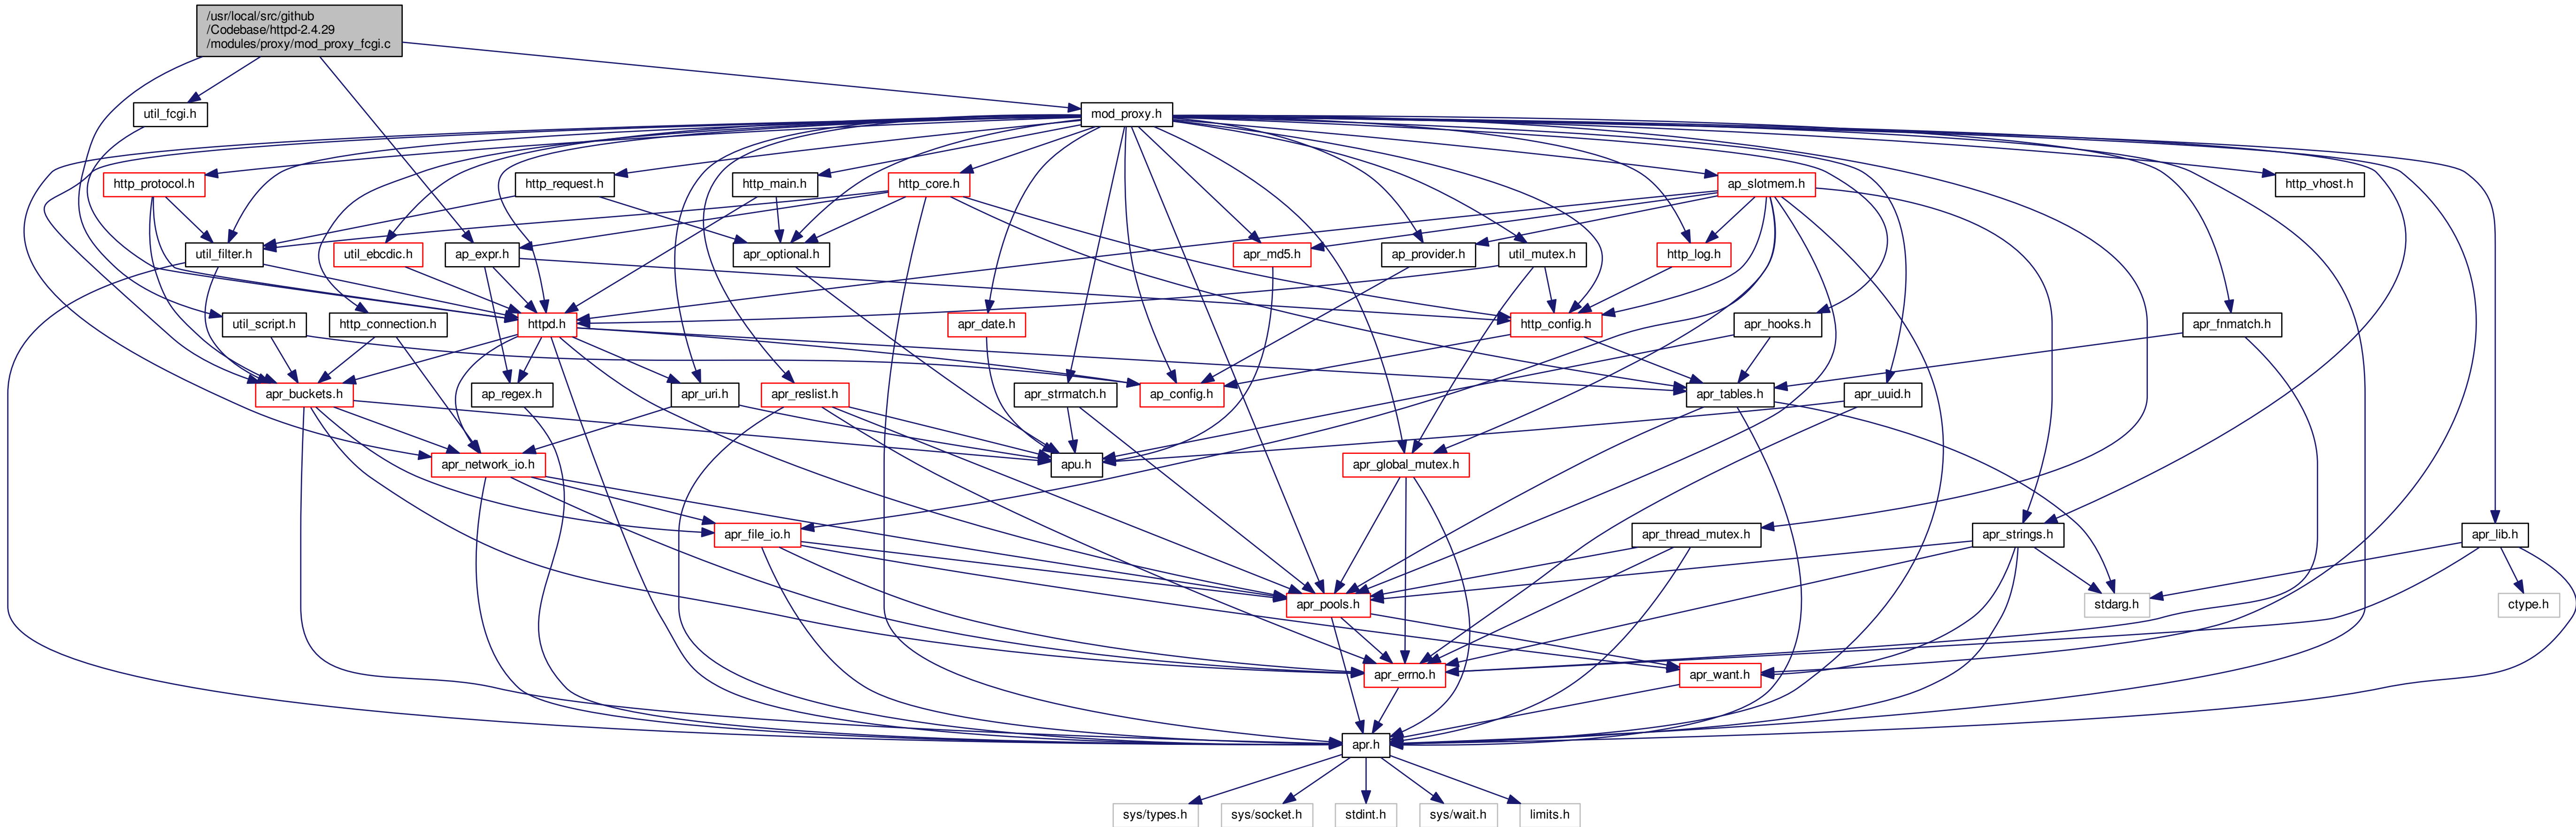 /usr/local/src/github
/Codebase/httpd-2.4.29
/modules/proxy/mod_proxy_fcgi.c
util_fcgi.h
mod_proxy.h
http_protocol.h
http_request.h
http_main.h
http_core.h
ap_slotmem.h
http_vhost.h
util_filter.h
util_ebcdic.h
ap_expr.h
apr_optional.h
apr_md5.h
ap_provider.h
util_mutex.h
http_log.h
util_script.h
http_connection.h
httpd.h
apr_date.h
http_config.h
apr_hooks.h
apr_fnmatch.h
apr_buckets.h
ap_regex.h
apr_uri.h
apr_reslist.h
apr_strmatch.h
ap_config.h
apr_tables.h
apr_uuid.h
apr_network_io.h
apu.h
apr_global_mutex.h
apr_file_io.h
apr_thread_mutex.h
apr_strings.h
apr_lib.h
apr_pools.h
stdarg.h
ctype.h
apr_errno.h
apr_want.h
apr.h
sys/types.h
sys/socket.h
stdint.h
sys/wait.h
limits.h